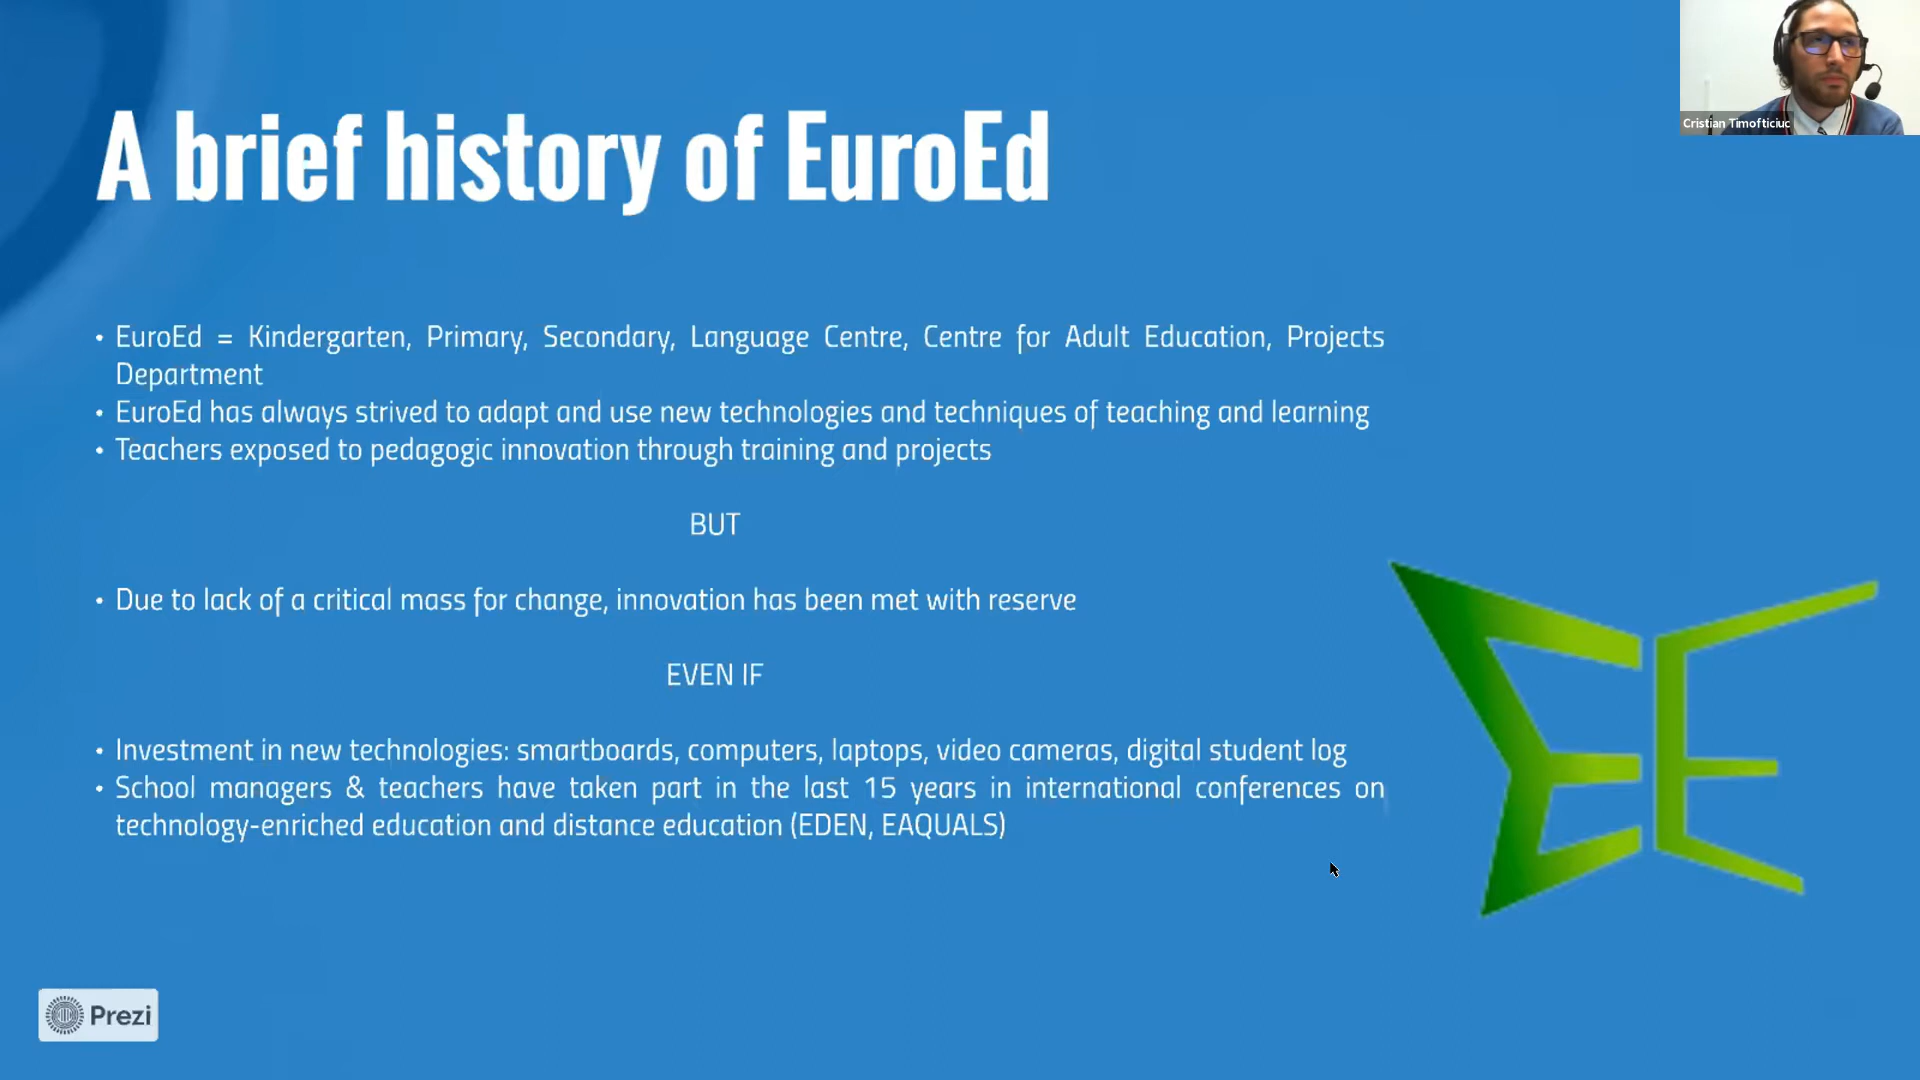 Cristian Timofticiuc
A brief history of EuroEd
• EuroEd = Kindergarten, Primary, Secondary, Language Centre, Centre for Adult Education, Projects
Department
• EuroEd has always strived to adapt and use new technologies and techniques of teaching and learning
• Teachers exposed to pedagogic innovation through training and projects
BUT
• Due to lack of a critical mass for change, innovation has been met with reserve
EVEN IF
• Investment in new technologies: smartboards, computers, laptops, video cameras, digital student log
• School managers & teachers have taken part in the last 15 years in international conferences on
technology-enriched education and distance education (EDEN, EAQUALS)
EE
Prezi